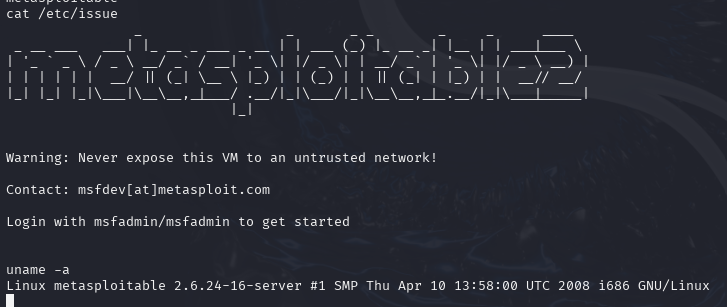 metasploitable
cat /etc/issue
metasploitable2
Warning: Never expose this VM to an untrusted network!
Contact: msfdev[at]metasploit.com
Login with msfadmin/msfadmin to get started
uname -a
Linux metasploitable 2.6.24-16-server #1 SMP Thu Apr 10 13:58:00 UTC 2008 i686 GNU/Linux